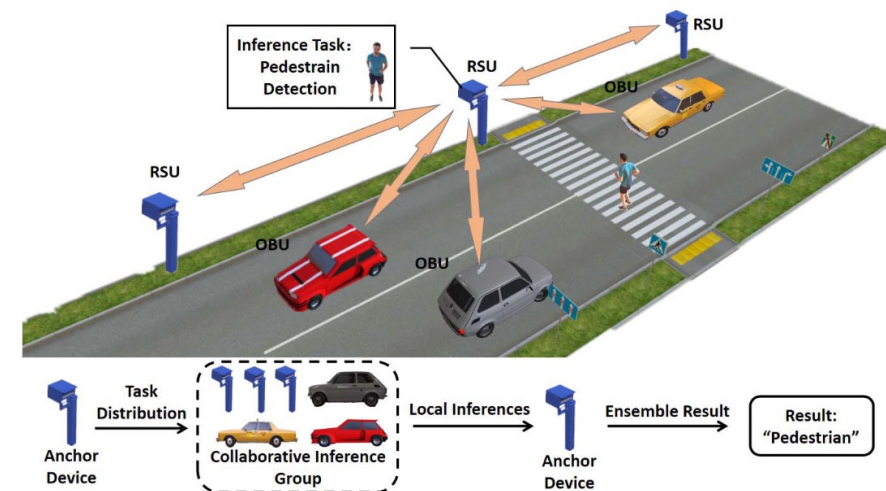 Inference Task:
Pedestrain
Detection
RSU
RSU
OBU
RSU
OBU
OBU
Task
Distribution
Anchor
Device
Collaborative Inference
Group
Local Inferences
Anchor
Device
Ensemble Result
Result:
“Pedestrian”